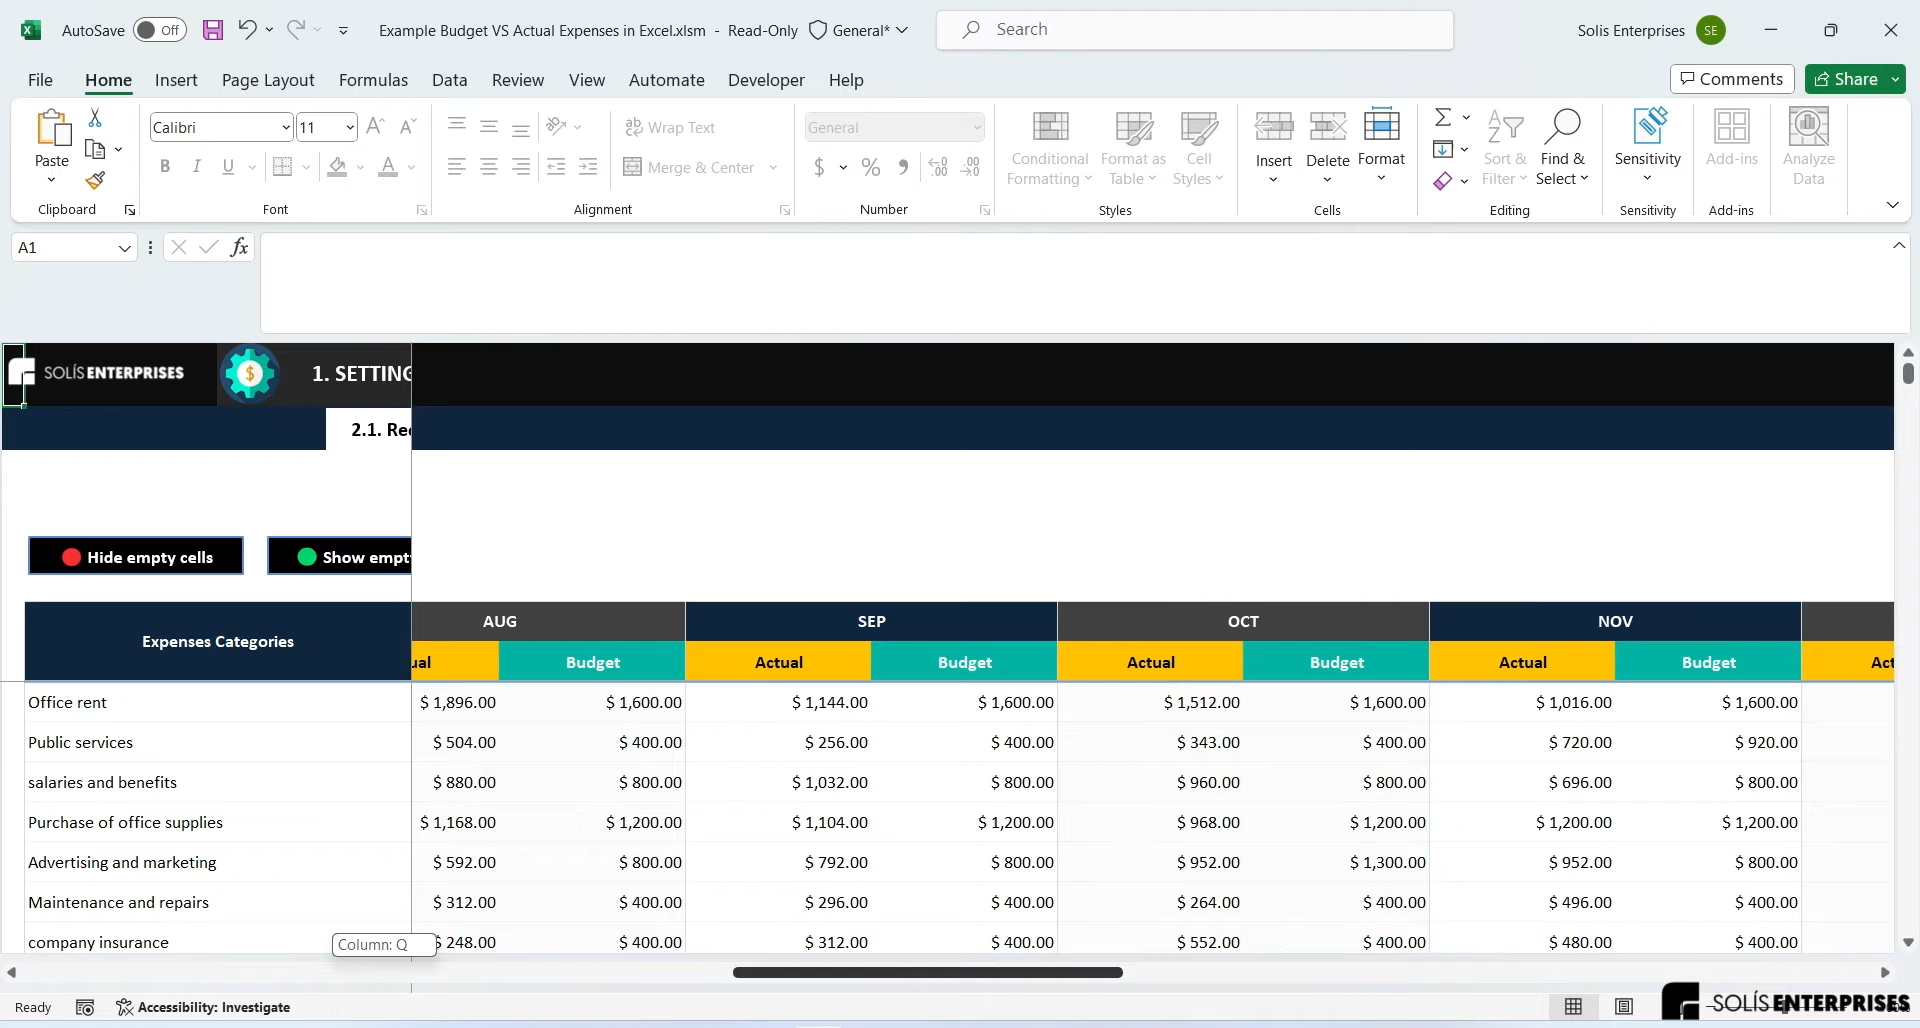 AutoSave Off Example Budget VS Actual Expenses in Excel.xlsm - Read-Only General* Search Solis Enterprises SE
File Home Insert Page Layout Formulas Data Review View Automate Developer Help Comments Share
Calibri 11 ab Wrap Text General
Paste B I U A Merge & Center $ % Conditional Formatting Format as Table Cell Styles Insert Delete Format Sort & Filter Find & Select Sensitivity Add-ins Analyze Data
Clipboard Font Alignment Number Styles Cells Editing Sensitivity Add-ins
A1 fx
SOLÍS ENTERPRISES $ 1. SETTING
2.1. Rec
Hide empty cells Show empt
Expenses Categories AUG SEP OCT NOV
ual Budget Actual Budget Actual Budget Actual Budget Act
Office rent $ 1,896.00 $ 1,600.00 $ 1,144.00 $ 1,600.00 $ 1,512.00 $ 1,600.00 $ 1,016.00 $ 1,600.00
Public services $ 504.00 $ 400.00 $ 256.00 $ 400.00 $ 343.00 $ 400.00 $ 720.00 $ 920.00
salaries and benefits $ 880.00 $ 800.00 $ 1,032.00 $ 800.00 $ 960.00 $ 800.00 $ 696.00 $ 800.00
Purchase of office supplies $ 1,168.00 $ 1,200.00 $ 1,104.00 $ 1,200.00 $ 968.00 $ 1,200.00 $ 1,200.00 $ 1,200.00
Advertising and marketing $ 592.00 $ 800.00 $ 792.00 $ 800.00 $ 952.00 $ 1,300.00 $ 952.00 $ 800.00
Maintenance and repairs $ 312.00 $ 400.00 $ 296.00 $ 400.00 $ 264.00 $ 400.00 $ 496.00 $ 400.00
company insurance Column: Q $ 248.00 $ 400.00 $ 312.00 $ 400.00 $ 552.00 $ 400.00 $ 480.00 $ 400.00
Ready Accessibility: Investigate SOLÍS ENTERPRISES